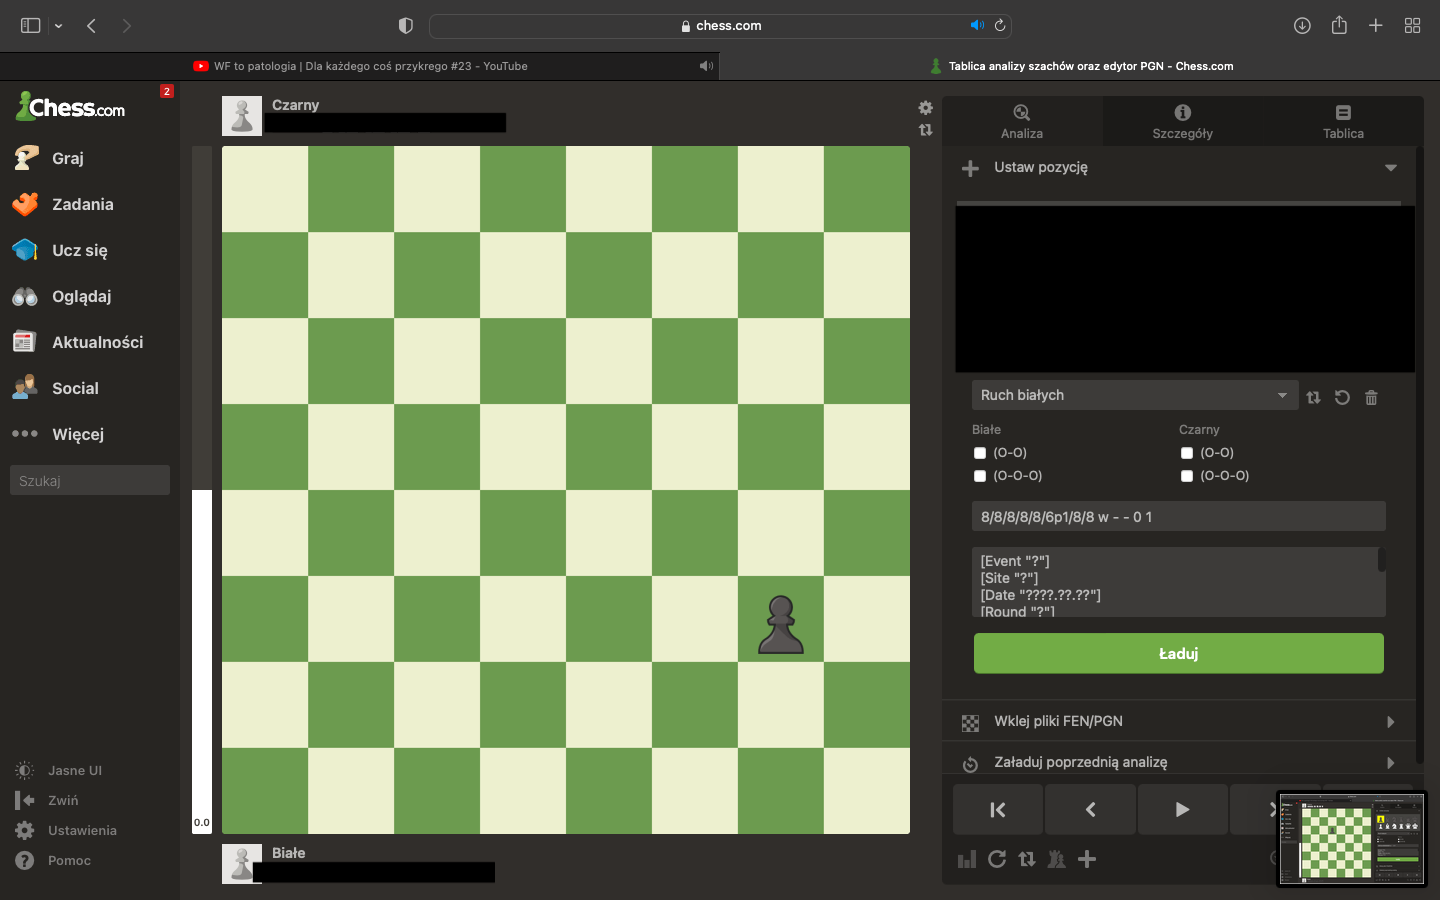 chess.com
WF to patologia | Dla każdego coś przykrego #23 - YouTube
Tablica analizy szachów oraz edytor PGN - Chess.com
Chess.com
2
Graj
Zadania
Ucz się
Oglądaj
Aktualności
Social
Więcej
Szukaj
Jasne UI
Zwiń
Ustawienia
Pomoc
Czarny
0.0
Białe
Analiza
Szczegóły
Tablica
Ustaw pozycję
Ruch białych
Białe
Czarny
(O-O)
(O-O)
(O-O-O)
(O-O-O)
8/8/8/8/8/6p1/8/8 w - - 0 1
[Event "?"]
[Site "?"]
[Date "????.??.??"]
[Round "?"]
Ładuj
Wklej pliki FEN/PGN
Załaduj poprzednią analizę